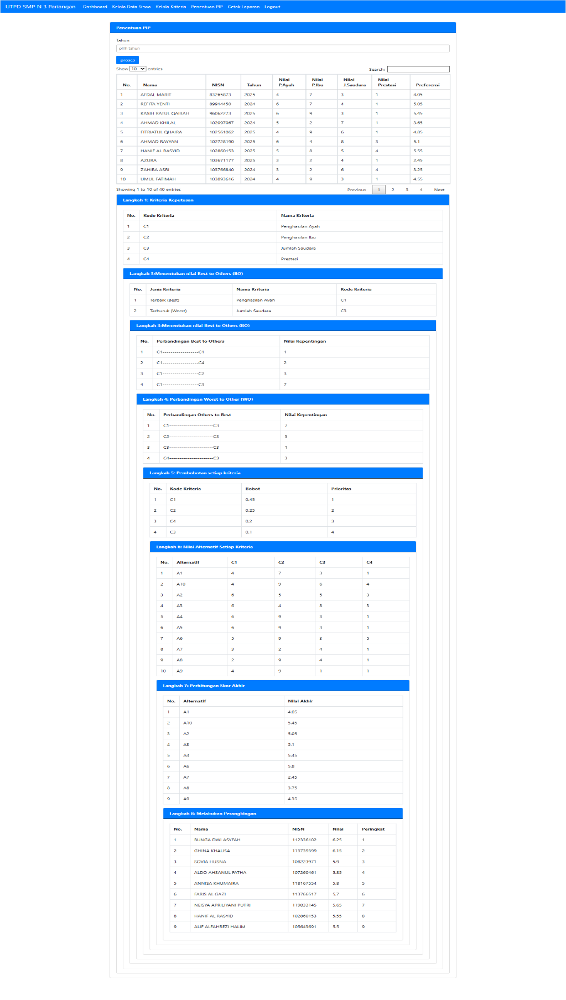 UTPD SMP N 3 Pariangan Dashboard Kelola Data Siswa Kelola Kriteria Penentuan PIP Cetak Laporan Logout
Penentuan PIP
Tahun
pilih tahun
proses
Show 10 entries Search:
No. Nama NISN Tahun Nilai P.Ayah Nilai P.Ibu Nilai J.Saudara Nilai Prestasi Preferensi
1 AFDAL MARIT 83265873 2025 4 7 3 1 4.05
2 REFITA YENTI 89914450 2024 6 7 4 1 5.05
3 KASIH RATUL QAIRAH 96062273 2025 6 9 3 1 5.45
4 AHMAD KHILAL 102097067 2024 5 2 7 1 3.65
5 FITRIATUL QHAIRA 102561062 2025 4 9 6 1 4.85
6 AHMAD RAYYAN 102728190 2025 6 4 8 3 5.1
7 HANIF AL RASYID 102860153 2025 5 8 5 4 5.55
8 AZURA 103671177 2025 3 2 4 1 2.45
9 ZAHIRA ASRI 103766840 2024 3 2 6 4 3.25
10 UMUL FATIMAH 103893616 2024 4 9 3 1 4.55
Showing 1 to 10 of 40 entries Previous 1 2 3 4 Next
Langkah 1: Kriteria Keputusan
No. Kode Kriteria Nama Kriteria
1 C1 Penghasilan Ayah
2 C2 Penghasilan Ibu
3 C3 Jumlah Saudara
4 C4 Prestasi
Langkah 3:Menentukan nilai Best to Others (BO)
No. Jenis Kriteria Nama Kriteria Kode Kriteria
1 Terbaik (Best) Penghasilan Ayah C1
2 Terburuk (Worst) Jumlah Saudara C3
Langkah 3:Menentukan nilai Best to Others (BO)
No. Perbandingan Best to Others Nilai Kepentingan
1 C1------------------C1 1
2 C1------------------C4 2
3 C1------------------C2 3
4 C1------------------C3 7
Langkah 4: Perbandingan Worst to Other (WO)
No. Perbandingan Others to Best Nilai Kepentingan
1 C1----------------------C3 7
2 C2----------------------C3 5
3 C3----------------------C3 1
4 C4----------------------C3 3
Langkah 5: Pembobotan setiap kriteria
No. Kode Kriteria Bobot Prioritas
1 C1 0.45 1
2 C2 0.25 2
3 C4 0.2 3
4 C3 0.1 4
Langkah 6: Nilai Alternatif Setiap Kriteria
No. Alternatif C1 C2 C3 C4
1 A1 4 7 3 1
2 A10 4 9 6 4
3 A2 6 5 5 3
4 A3 6 4 8 3
5 A4 6 9 3 1
6 A5 6 9 3 1
7 A6 5 9 3 5
8 A7 3 2 4 1
9 A8 2 9 4 1
10 A9 4 9 1 1
Langkah 7: Perhitungan Skor Akhir
No. Alternatif Nilai Akhir
1 A1 4.05
2 A10 5.45
3 A2 5.05
4 A3 5.1
5 A4 5.45
6 A6 5.8
7 A7 2.45
8 A8 3.75
9 A9 4.35
Langkah 8: Melakukan Perangkingan
No. Nama NISN Nilai Peringkat
1 BUNGA DWI ASYFAH 112336102 6.25 1
2 GHINA KHALISA 113739399 6.15 2
3 SOVIA HUSNA 108223971 5.9 3
4 ALDO AHSANUL FATHA 107260461 5.85 4
5 ANNISA KHUMAIRA 118167554 5.8 5
6 FARIS AL GAZI 113766517 5.7 6
7 NEISYA APRILIYANI PUTRI 119833145 5.65 7
8 HANIF AL RASYID 102860153 5.55 8
9 ALIF ALFAHREZI HALIM 105643691 5.5 9